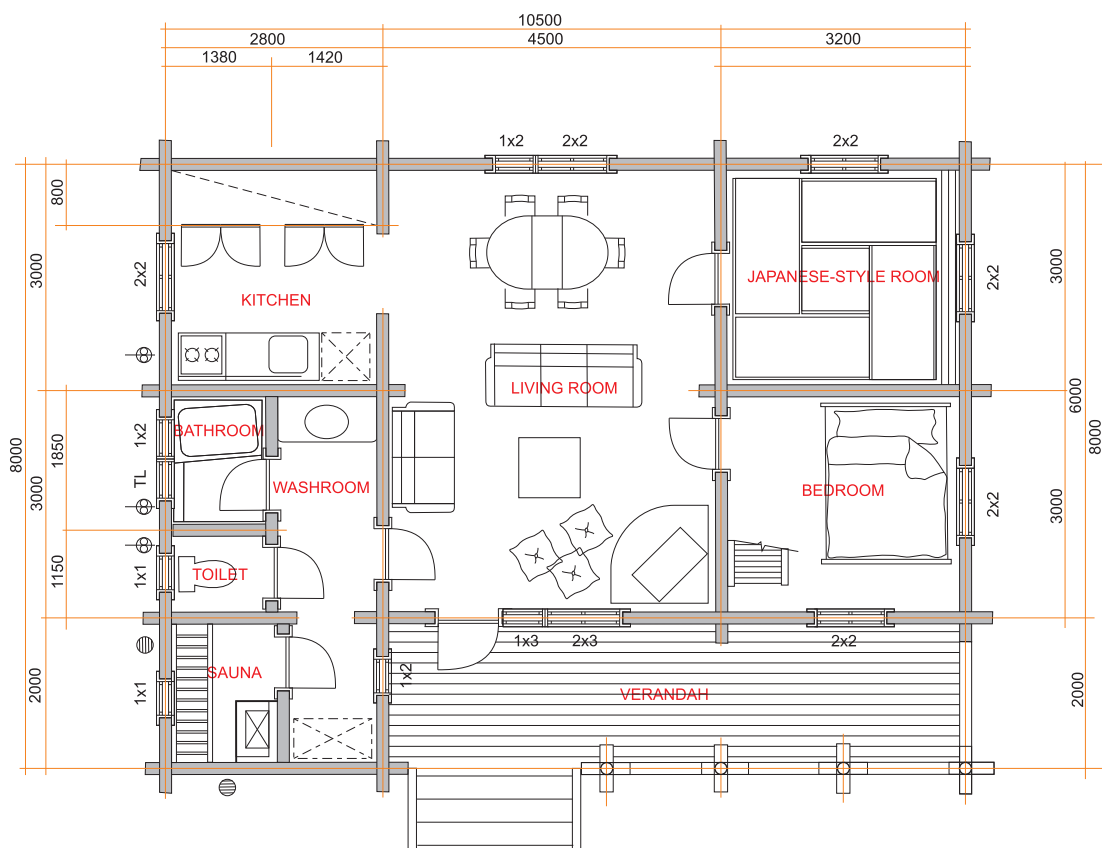 10500
2800 4500 3200
1380 1420
1x2 2x2 2x2
800
3000 2x2 KITCHEN JAPANESE-STYLE ROOM 2x2 3000
LIVING ROOM
6000
8000 3000 1850 1x2 BATHROOM 8000
TL WASHROOM BEDROOM 2x2 3000
1150 1x1 TOILET
1x3 2x3 2x2
2000 1x1 SAUNA 1x2 VERANDAH 2000